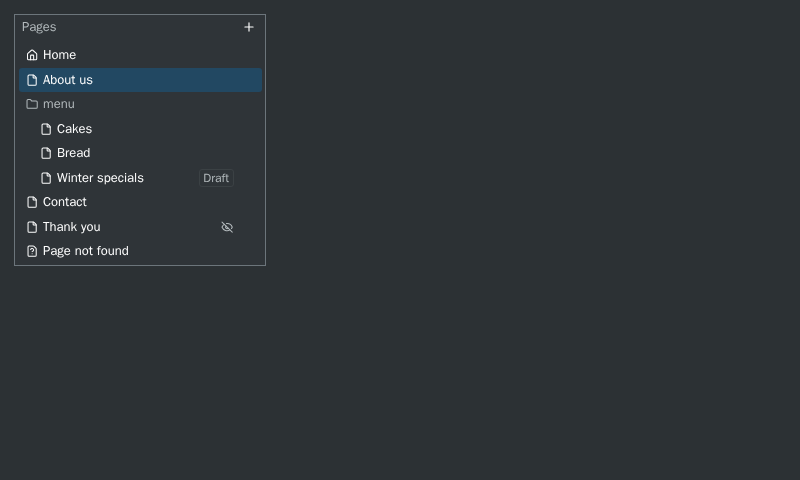 Pages
Home
About us
menu
Cakes
Bread
Winter specials Draft
Contact
Thank you
Page not found